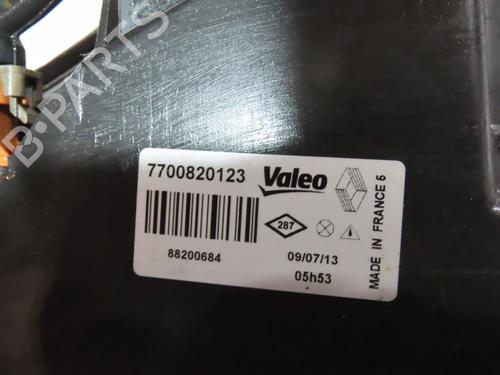 7700820123 Valeo
287
88200684
09/07/13
05h53
MADE IN FRANCE 6
B-PARTS